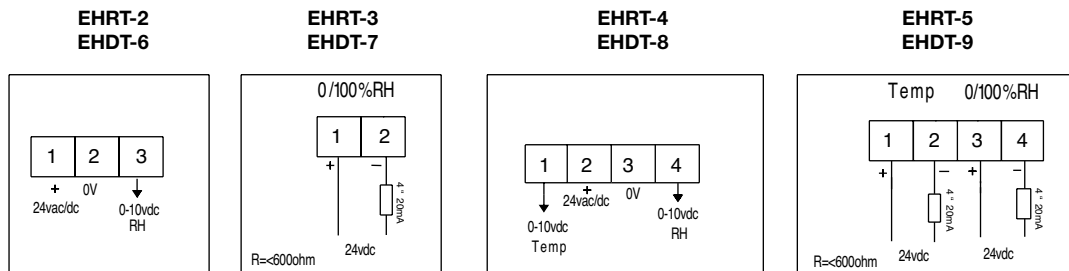 EHRT-2
EHDT-6
1 2 3
+ 0V
24vac/dc
0-10vdc
RH
EHRT-3
EHDT-7
0/100%RH
1 2
+ –
4 " 20mA
24vdc
R=<600ohm
EHRT-4
EHDT-8
1 2 3 4
+ 0V
24vac/dc
0-10vdc
Temp
0-10vdc
RH
EHRT-5
EHDT-9
Temp 0/100%RH
1 2 3 4
+ – + –
4 " 20mA
4 " 20mA
24vdc 24vdc
R=<600ohm